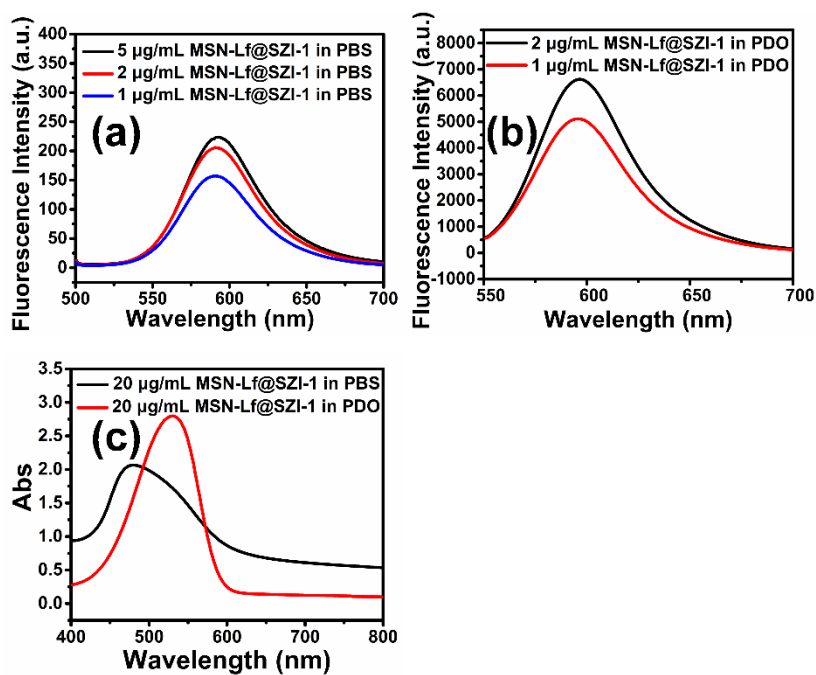 5 μg/mL MSN-Lf@SZI-1 in PBS
2 μg/mL MSN-Lf@SZI-1 in PBS
1 μg/mL MSN-Lf@SZI-1 in PBS
(a)
Fluorescence Intensity (a.u.)
400
350
300
250
200
150
100
50
0
500
550
600
650
700
Wavelength (nm)
2 μg/mL MSN-Lf@SZI-1 in PDO
1 μg/mL MSN-Lf@SZI-1 in PDO
(b)
Fluorescence Intensity (a.u.)
8000
7000
6000
5000
4000
3000
2000
1000
0
-1000
550
600
650
700
Wavelength (nm)
20 μg/mL MSN-Lf@SZI-1 in PBS
20 μg/mL MSN-Lf@SZI-1 in PDO
(c)
Abs
3.5
3.0
2.5
2.0
1.5
1.0
0.5
0.0
400
500
600
700
800
Wavelength (nm)